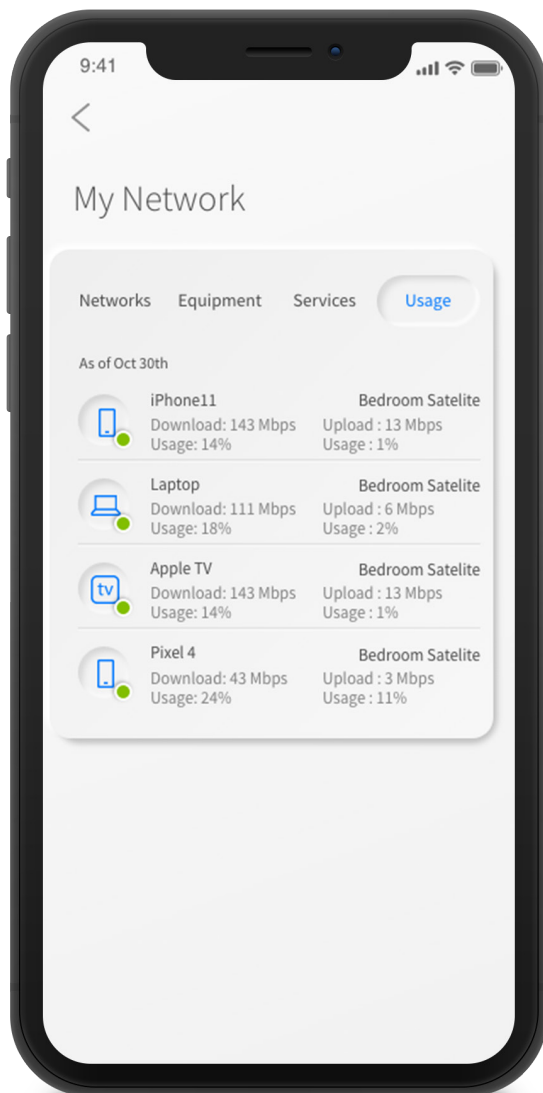 9:41
My Network
Networks Equipment Services Usage
As of Oct 30th
iPhone11 Bedroom Satelite
Download: 143 Mbps Upload : 13 Mbps
Usage: 14% Usage : 1%
Laptop Bedroom Satelite
Download: 111 Mbps Upload : 6 Mbps
Usage: 18% Usage : 2%
tv Apple TV Bedroom Satelite
Download: 143 Mbps Upload : 13 Mbps
Usage: 14% Usage : 1%
Pixel 4 Bedroom Satelite
Download: 43 Mbps Upload : 3 Mbps
Usage: 24% Usage : 11%